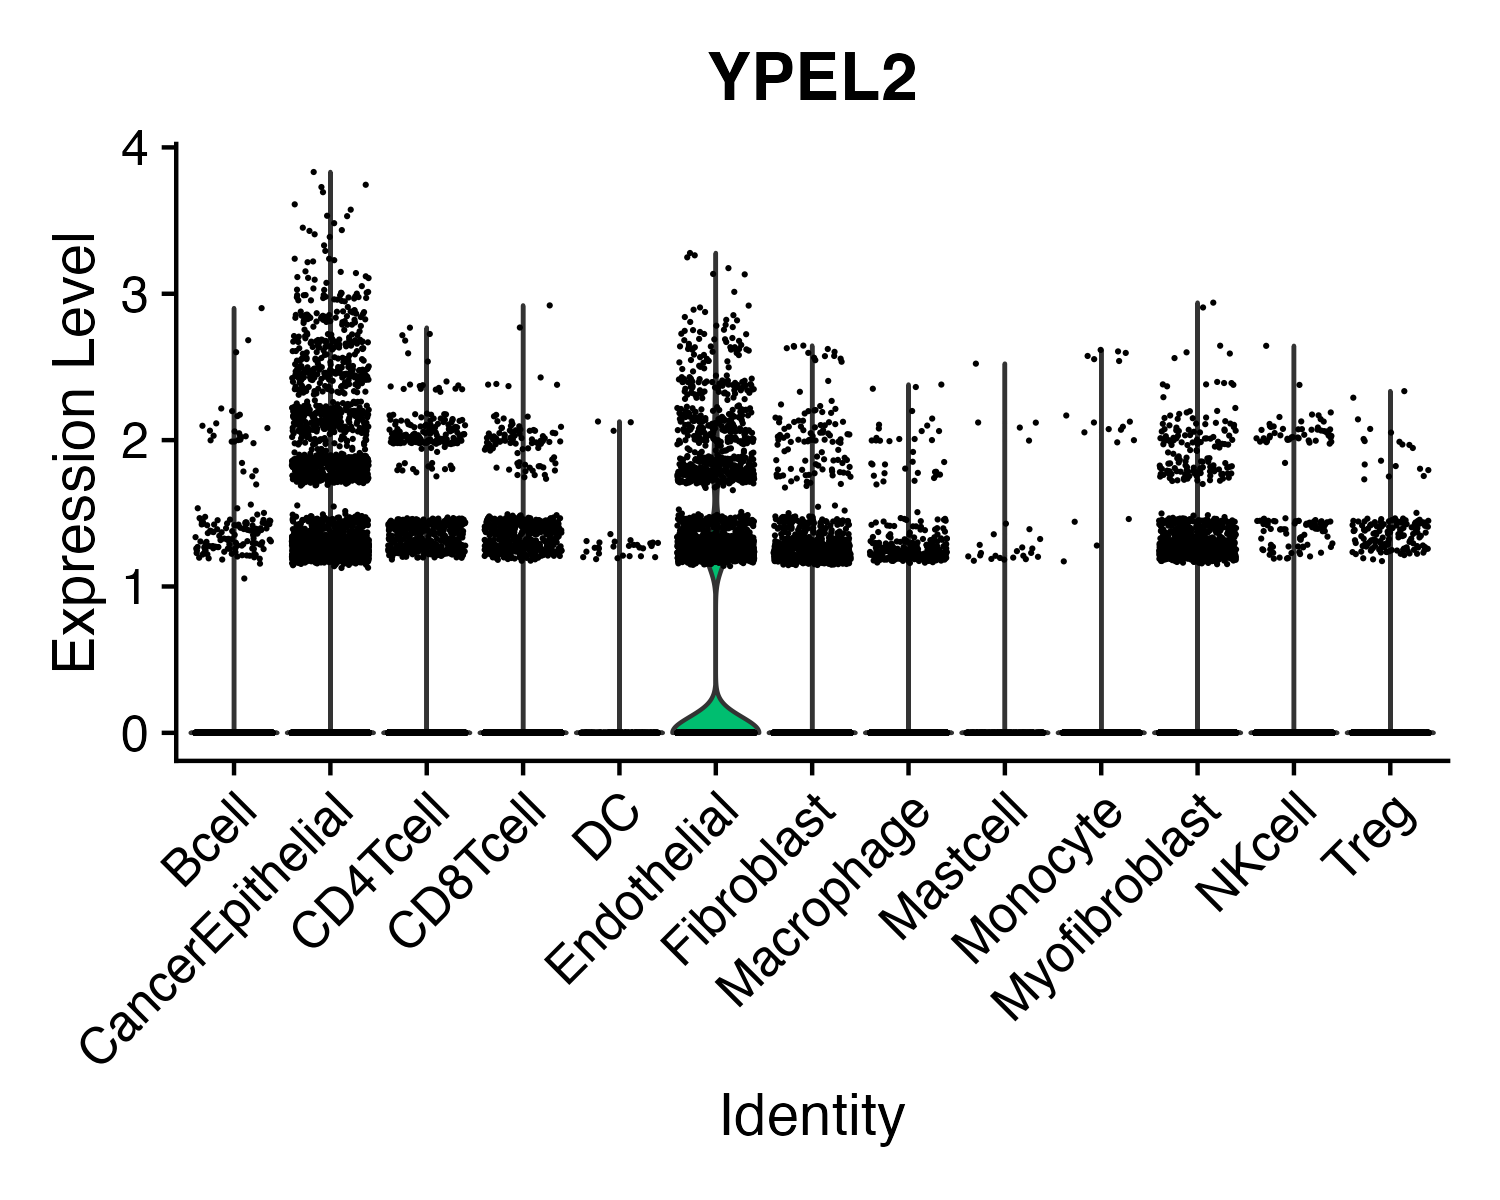 YPEL2
Expression Level
4
3
2
1
0
Bcell
CancerEpithelial
CD4Tcell
CD8Tcell
DC
Endothelial
Fibroblast
Macrophage
Mastcell
Monocyte
Myofibroblast
NKcell
Treg
Identity